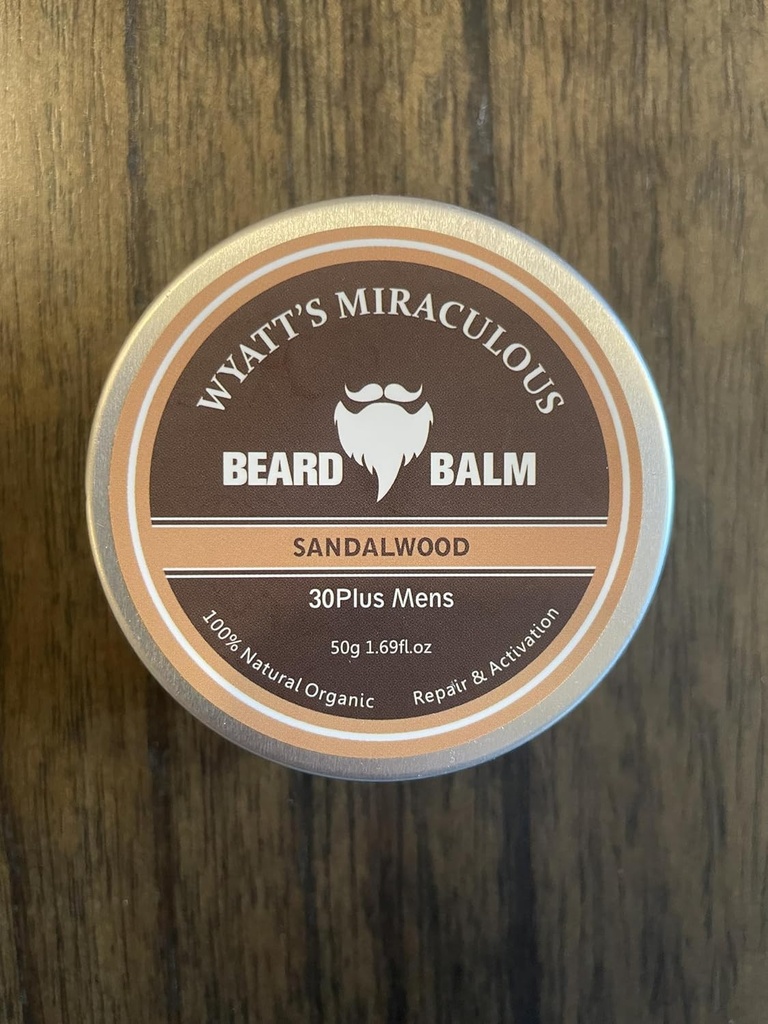 WYATT'S MIRACULOUS
BEARD BALM
SANDALWOOD
30Plus Mens
50g 1.69fl.oz
100% Natural Organic
Repair & Activation